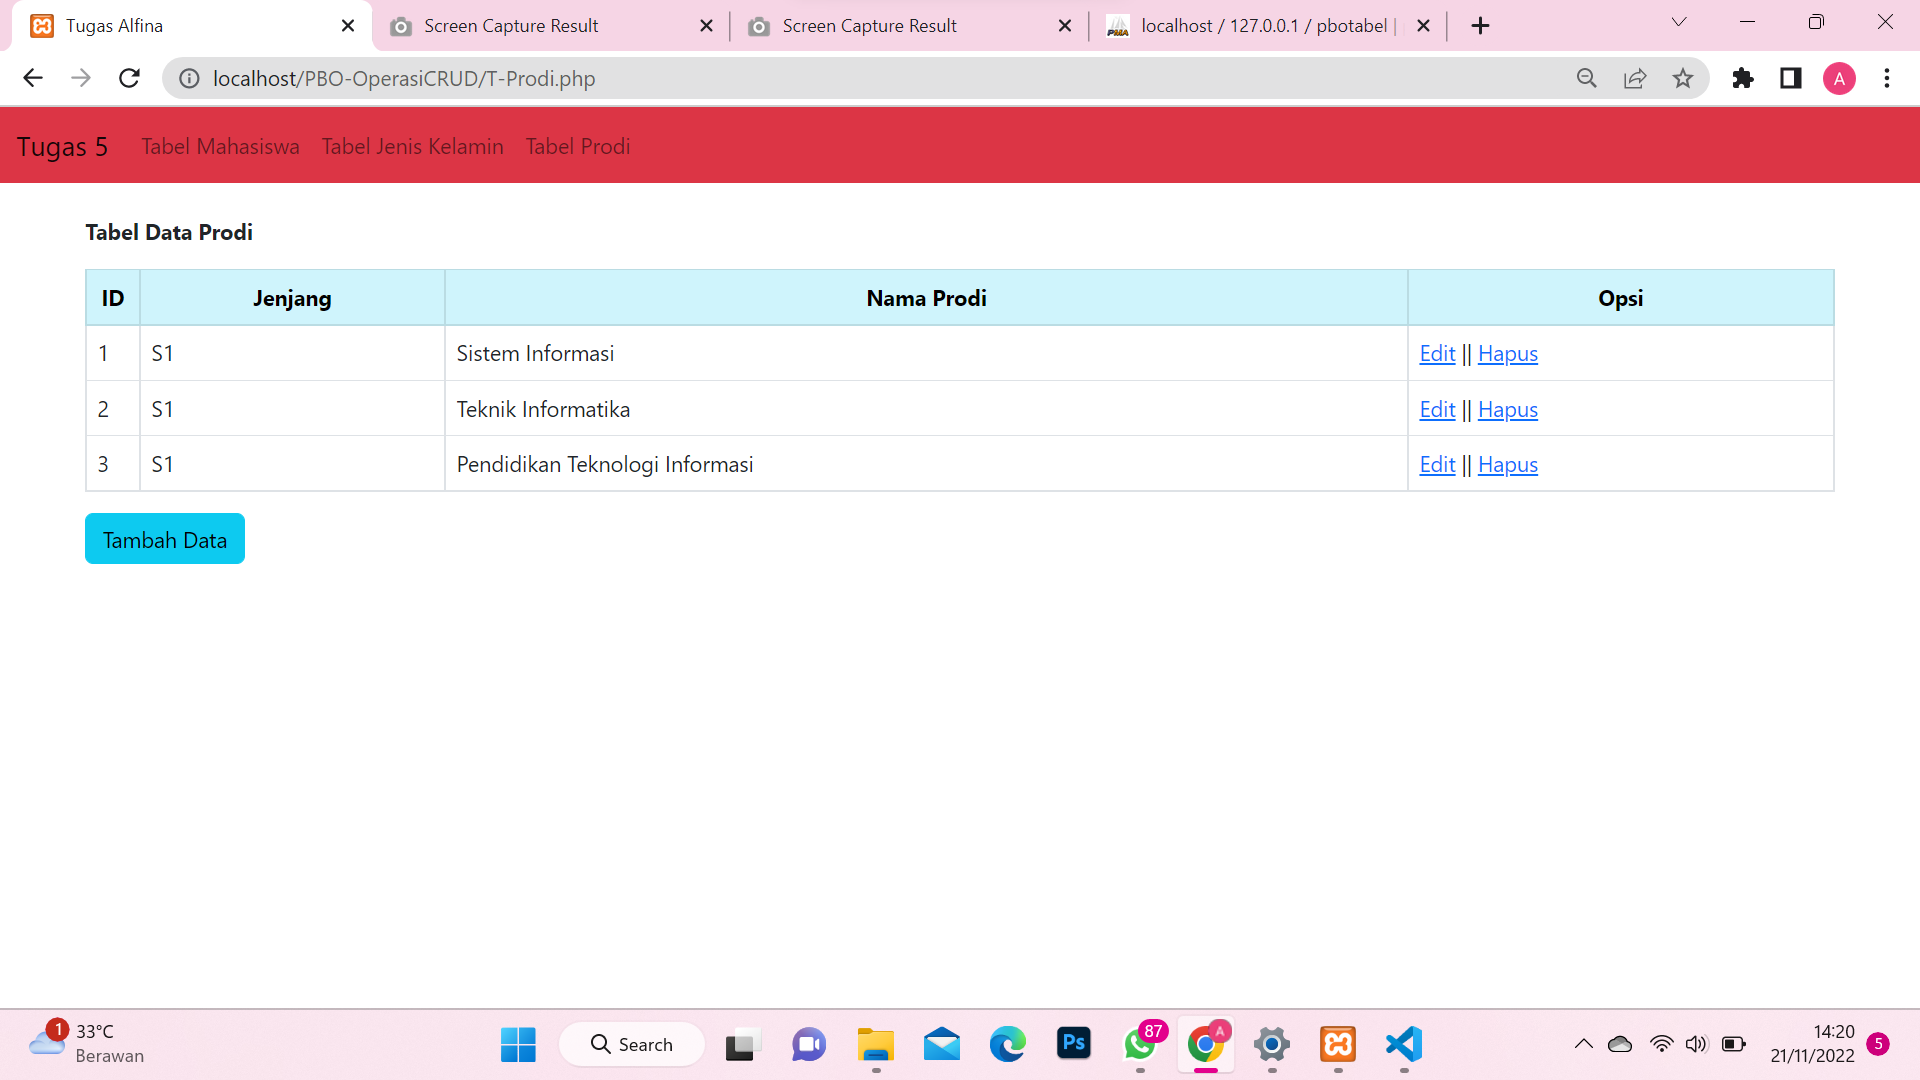 Tugas Alfina
Screen Capture Result
Screen Capture Result
localhost / 127.0.0.1 / pbotabel |
localhost/PBO-OperasiCRUD/T-Prodi.php
A
Tugas 5 Tabel Mahasiswa Tabel Jenis Kelamin Tabel Prodi
Tabel Data Prodi
ID Jenjang Nama Prodi Opsi
1 S1 Sistem Informasi Edit || Hapus
2 S1 Teknik Informatika Edit || Hapus
3 S1 Pendidikan Teknologi Informasi Edit || Hapus
Tambah Data
1
33°C
Berawan
Search
Ps
87
A
14:20
21/11/2022
5